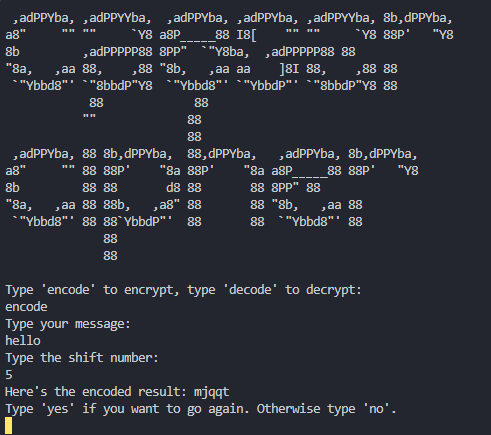 ,adPPYba, ,adPPYYba,  ,adPPYba, ,adPPYba, ,adPPYYba, 8b,dPPYba,
a8"     "" ""     `Y8 a8P_____88 I8[    "" ""     `Y8 88P'   "Y8
8b         ,adPPPPP88 8PP"  `"Y8ba,  ,adPPPPP88 88
"8a,   ,aa 88,    ,88 "8b,   ,aa aa    ]8I 88,    ,88 88
 `"Ybbd8"' `"8bbdP"Y8  `"Ybbd8"' `"YbbdP"' `"8bbdP"Y8 88
            88             88
           ""             88
                          88
 ,adPPYba, 88 8b,dPPYba,  88,dPPYba,   ,adPPYba, 8b,dPPYba,
a8"     "" 88 88P'    "8a 88P'    "8a a8P_____88 88P'   "Y8
8b         88 88       d8 88       88 8PP" 88
"8a,   ,aa 88 88b,   ,a8" 88       88 "8b,   ,aa 88
 `"Ybbd8"' 88 88`YbbdP"'  88       88  `"Ybbd8"' 88
              88
              88
Type 'encode' to encrypt, type 'decode' to decrypt:
encode
Type your message:
hello
Type the shift number:
5
Here's the encoded result: mjqqt
Type 'yes' if you want to go again. Otherwise type 'no'.